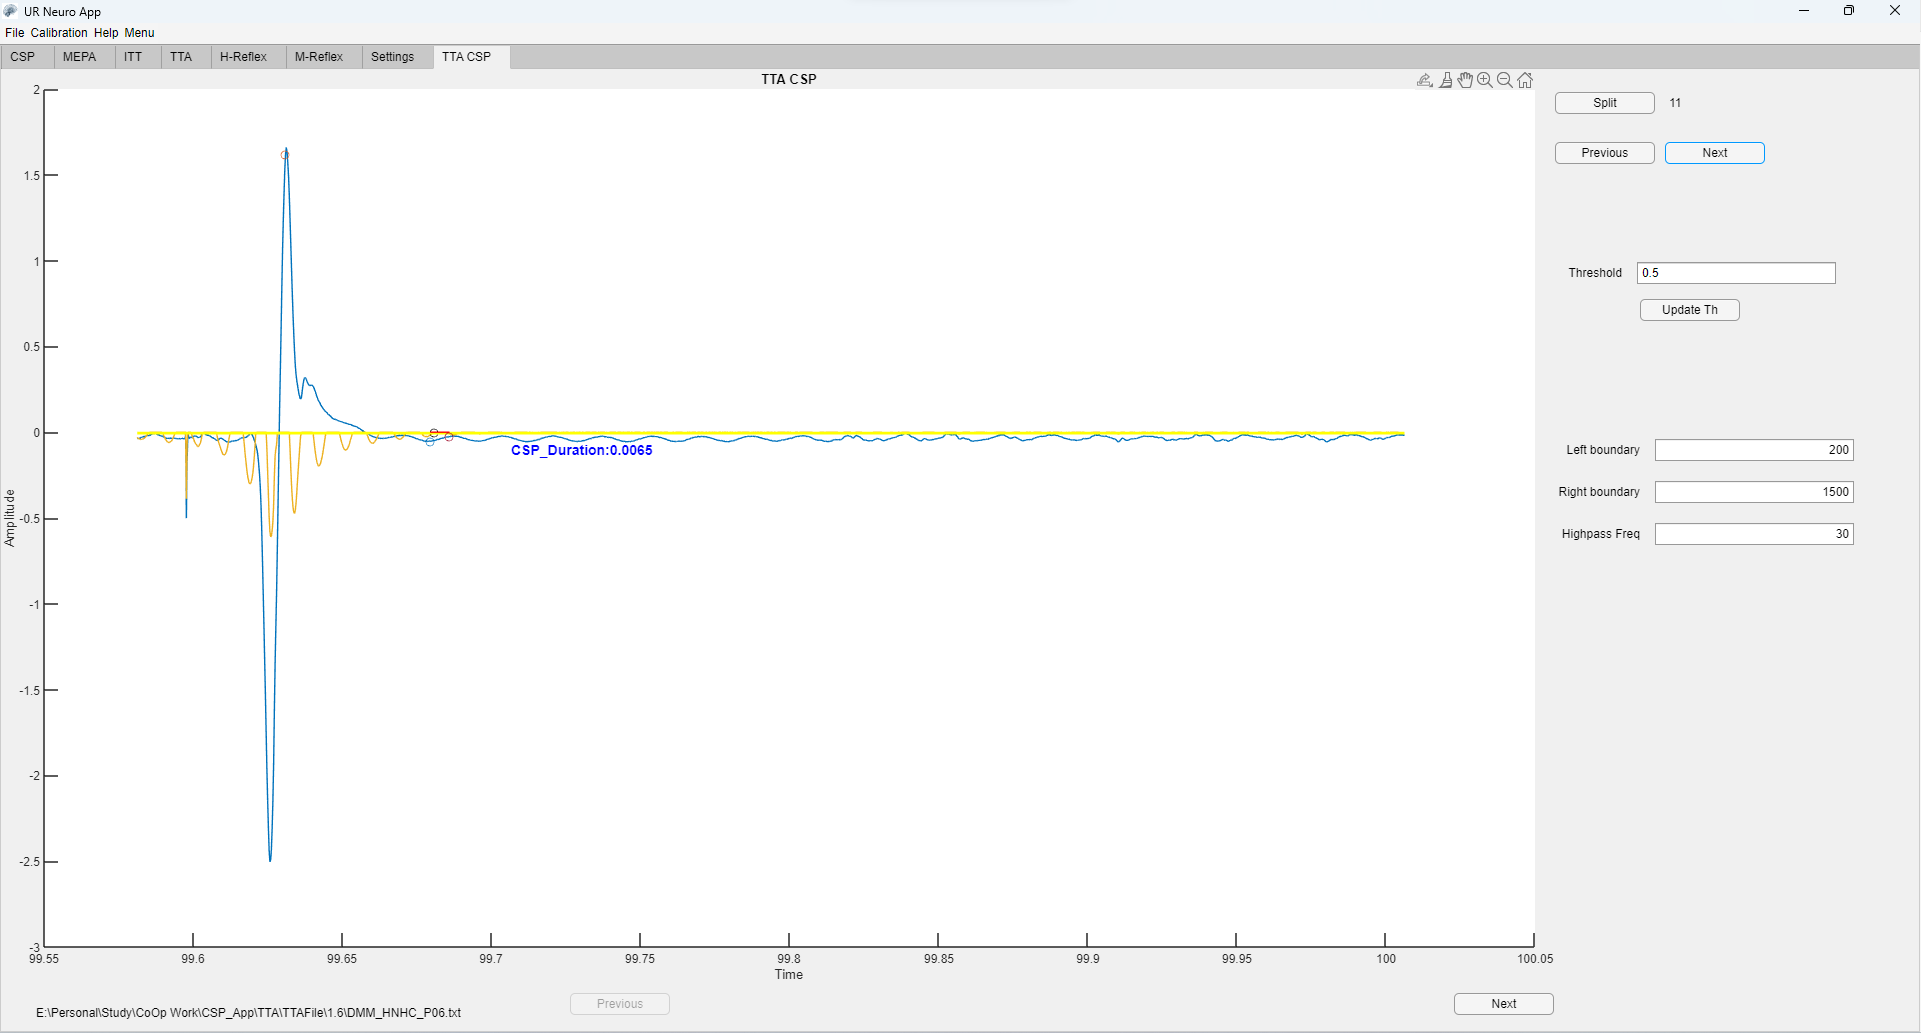 UR Neuro App
File Calibration Help Menu
CSP MEPA ITT TTA H-Reflex M-Reflex Settings TTA CSP
TTA CSP
Split 11
Previous Next
Threshold 0.5
Update Th
Left boundary 200
Right boundary 1500
Highpass Freq 30
2
1.5
1
0.5
0
-0.5
-1
-1.5
-2
-2.5
-3
Amplitude
CSP_Duration:0.0065
99.55 99.6 99.65 99.7 99.75 99.8 99.85 99.9 99.95 100 100.05
Time
Previous Next
E:\Personal\Study\CoOp Work\CSP_App\TTA\TTAFile\1.6\DMM_HNHC_P06.txt